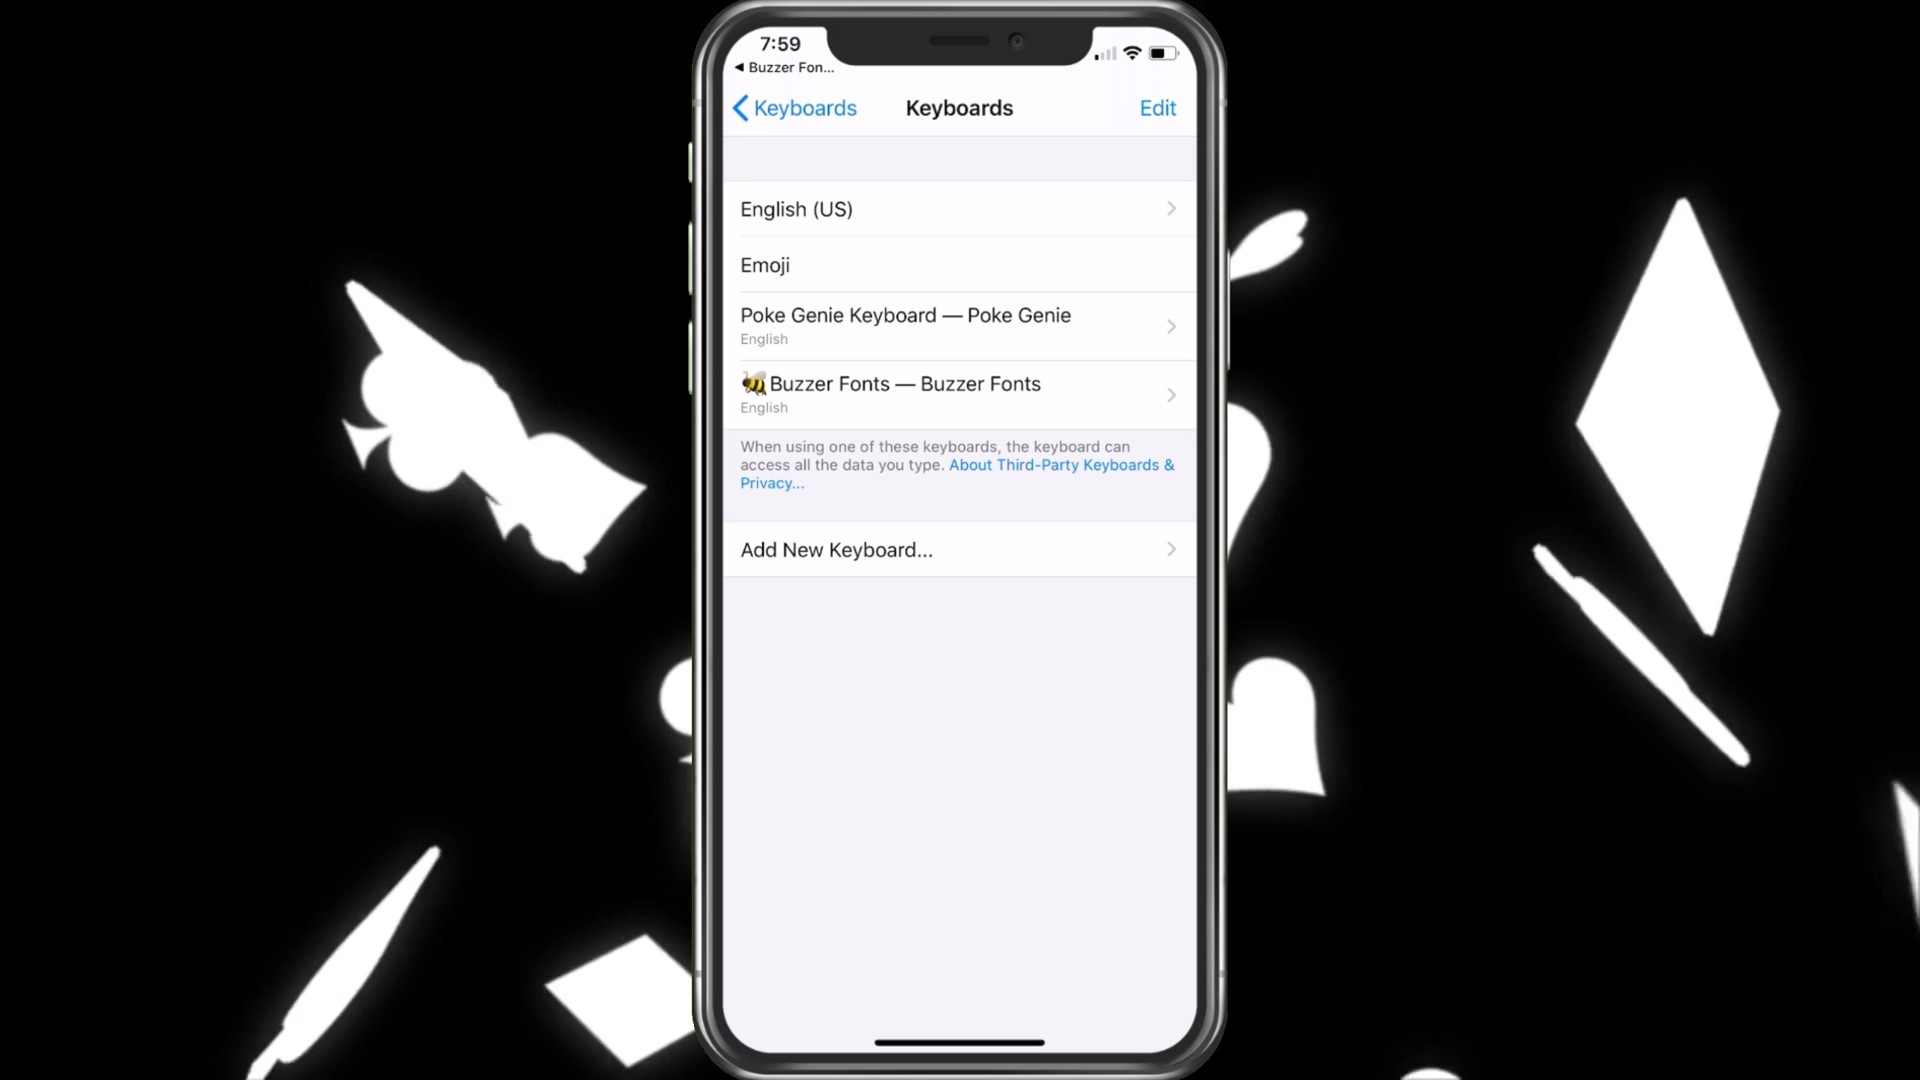 7:59
◀ Buzzer Fon...
Keyboards
Keyboards
Edit
English (US)
Emoji
Poke Genie Keyboard — Poke Genie
English
🐝Buzzer Fonts — Buzzer Fonts
English
When using one of these keyboards, the keyboard can
access all the data you type. About Third-Party Keyboards &
Privacy...
Add New Keyboard...